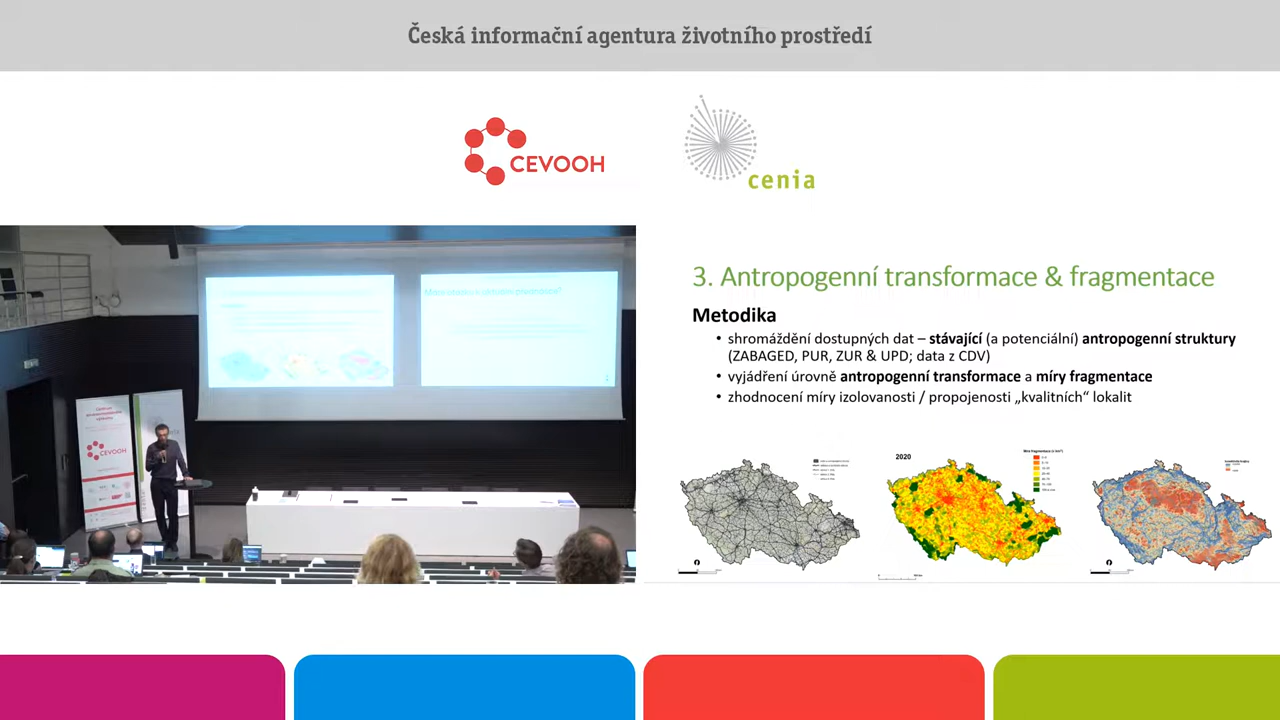 Česká informační agentura životního prostředí
CEVOOH
cenia
CEVOOH
3. Antropogenní transformace & fragmentace
Metodika
• shromáždění dostupných dat – stávající (a potenciální) antropogenní struktury
(ZABAGED, PUR, ZUR & UPD; data z CDV)
• vyjádření úrovně antropogenní transformace a míry fragmentace
• zhodnocení míry izolovanosti / propojenosti „kvalitních“ lokalit
2020